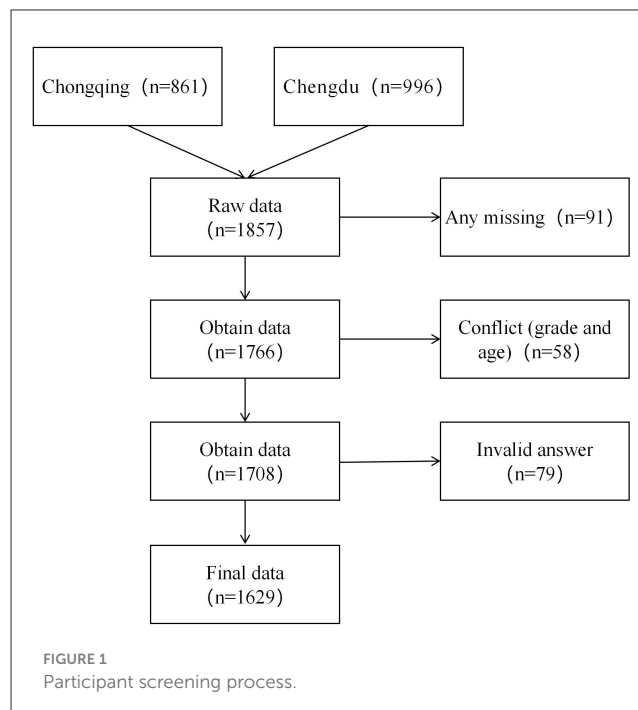 Chongqing（n=861）
Chengdu（n=996）
Raw data
（n=1857）
Any missing（n=91）
Obtain data
（n=1766）
Conflict (grade and
age)（n=58）
Obtain data
（n=1708）
Invalid answer
（n=79）
Final data
（n=1629）
FIGURE 1
Participant screening process.